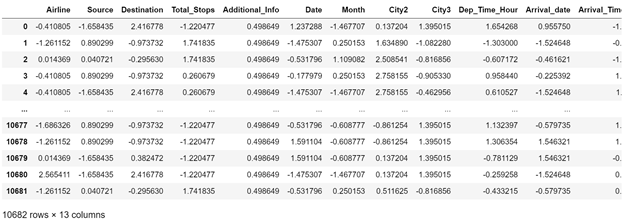 Airline Source Destination Total_Stops Additional_Info Date Month City2 City3 Dep_Time_Hour Arrival_date Arrival_Time
0 -0.410805 -1.658435 2.416778 -1.220477 0.498649 1.237288 -1.467707 0.137204 1.395015 1.654268 0.955750 -1.
1 -1.261152 0.890299 -0.973732 1.741835 0.498649 -1.475307 0.250153 1.634890 -1.082280 -1.303000 -1.524648 -0.
2 0.014369 0.040721 -0.295630 1.741835 0.498649 -0.531796 1.109082 2.508541 -0.816856 -0.607172 -0.461621 -1.
3 -0.410805 0.890299 -0.973732 0.260679 0.498649 -0.177979 0.250153 2.758155 -0.905330 0.958440 -0.225392 1.
4 -0.410805 -1.658435 2.416778 0.260679 0.498649 -1.475307 -1.467707 2.758155 -0.462956 0.610527 -1.524648 1.
... ... ... ... ... ... ... ... ... ... ... ...
10677 -1.686326 0.890299 -0.973732 -1.220477 0.498649 -0.531796 -0.608777 -0.861254 1.395015 1.132397 -0.579735 1.
10678 -1.261152 0.890299 -0.973732 -1.220477 0.498649 1.591104 -0.608777 -0.861254 1.395015 1.306354 1.546321 1.
10679 0.014369 -1.658435 0.382472 -1.220477 0.498649 1.591104 -0.608777 0.137204 1.395015 -0.781129 1.546321 -0.
10680 2.565411 -1.658435 2.416778 -1.220477 0.498649 -1.475307 -1.467707 0.137204 1.395015 -0.259258 -1.524648 0.
10681 -1.261152 0.040721 -0.295630 1.741835 0.498649 -0.531796 0.250153 0.511625 -0.816856 -0.433215 -0.579735 0.
10682 rows × 13 columns